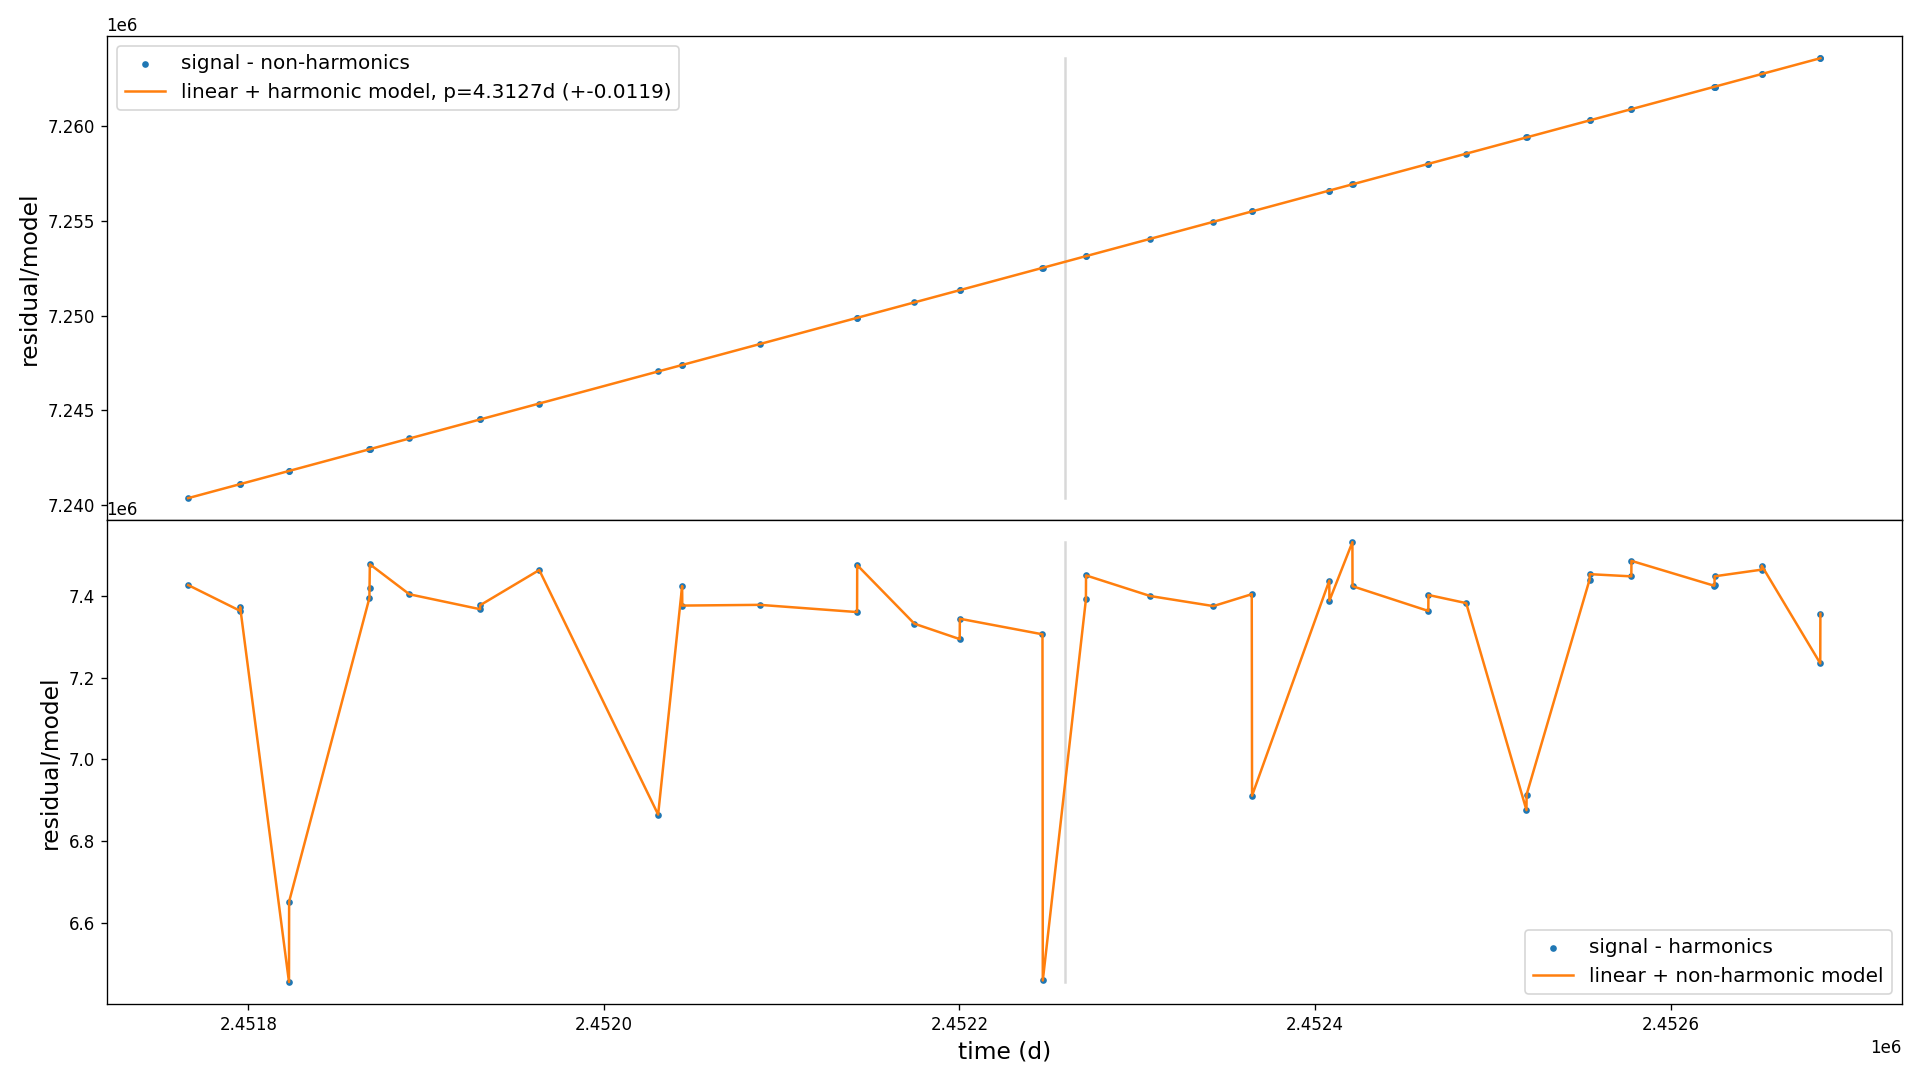 1e6
signal - non-harmonics
linear + harmonic model, p=4.3127d (+-0.0119)
7.260
7.255
7.250
7.245
7.240
residual/model
1e6
7.4
7.2
7.0
6.8
6.6
residual/model
signal - harmonics
linear + non-harmonic model
2.4518
2.4520
2.4522
2.4524
2.4526
time (d)
1e6